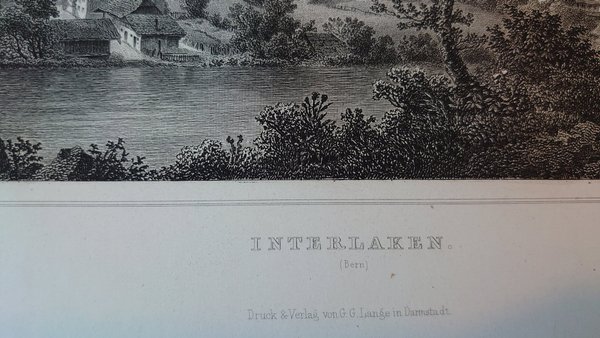 INTERLAKEN.
(Bern)
Druck & Verlag, von G. G. Lange in Darmstadt.